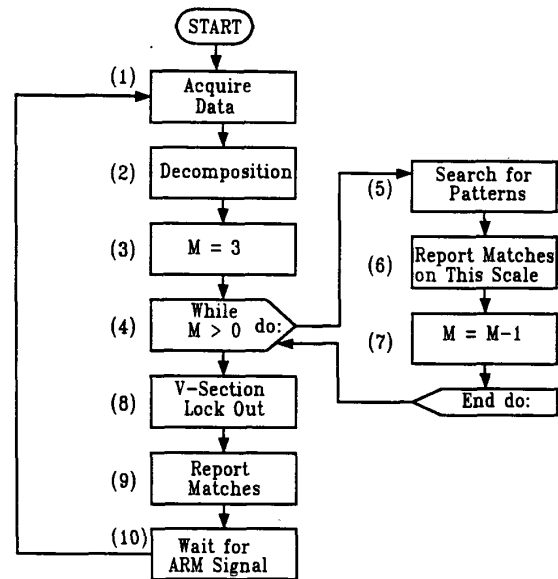 START
(1)
Acquire
Data
(2)
Decomposition
(3)
M = 3
(4)
While
M > 0 do:
(5)
Search for
Patterns
(6)
Report Matches
on This Scale
(7)
M = M-1
End do:
(8)
V-Section
Lock Out
(9)
Report
Matches
(10)
Wait for
ARM Signal